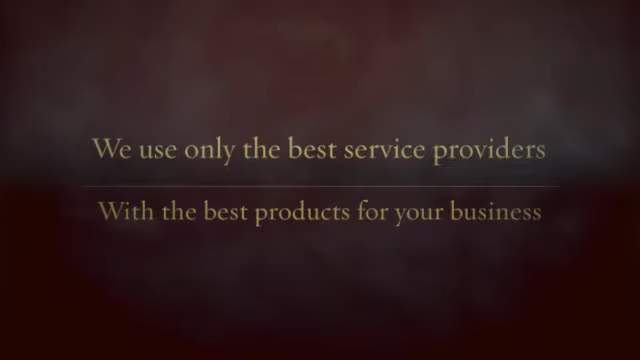 We use only the best service providers
With the best products for your business